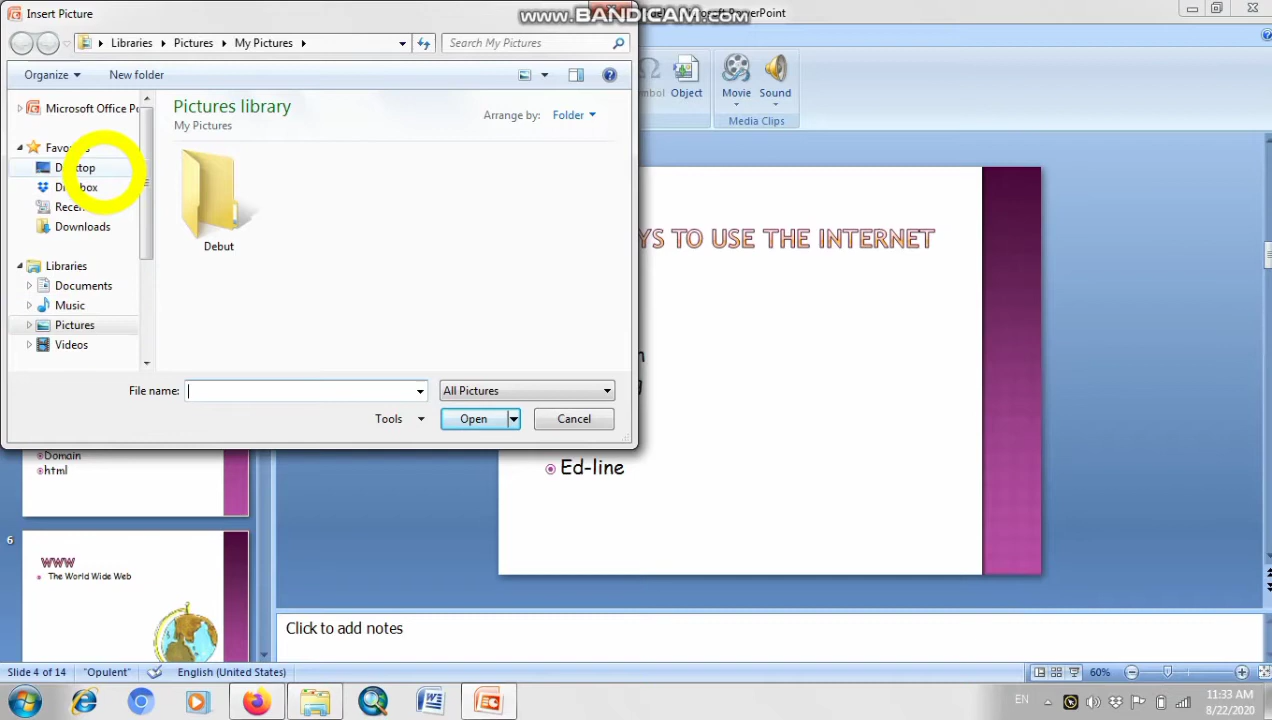 Insert Picture
www.BANDICAM.com
Microsoft PowerPoint
Libraries
Pictures
My Pictures
Search My Pictures
Organize
New folder
Microsoft Office
Pictures library
My Pictures
Arrange by:
Folder
Object
Movie
Sound
Media Clips
Desktop
Dropbox
Downloads
Debut
TO USE THE INTERNET
Libraries
Documents
Music
Pictures
Videos
File name:
All Pictures
Tools
Open
Cancel
Domain
html
Ed-line
6
WWW
The World Wide Web
Click to add notes
Slide 4 of 14
"Opulent"
English (United States)
60%
EN
11:33 AM
8/22/2020